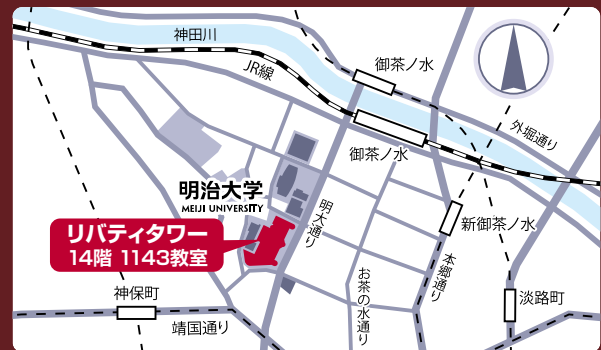 神田川
JR線
御茶ノ水
外堀通り
御茶ノ水
明治大学
MEIJI UNIVERSITY
明大通り
リバティタワー
14階 1143教室
新御茶ノ水
本郷通り
お茶の水通り
神保町
淡路町
靖国通り